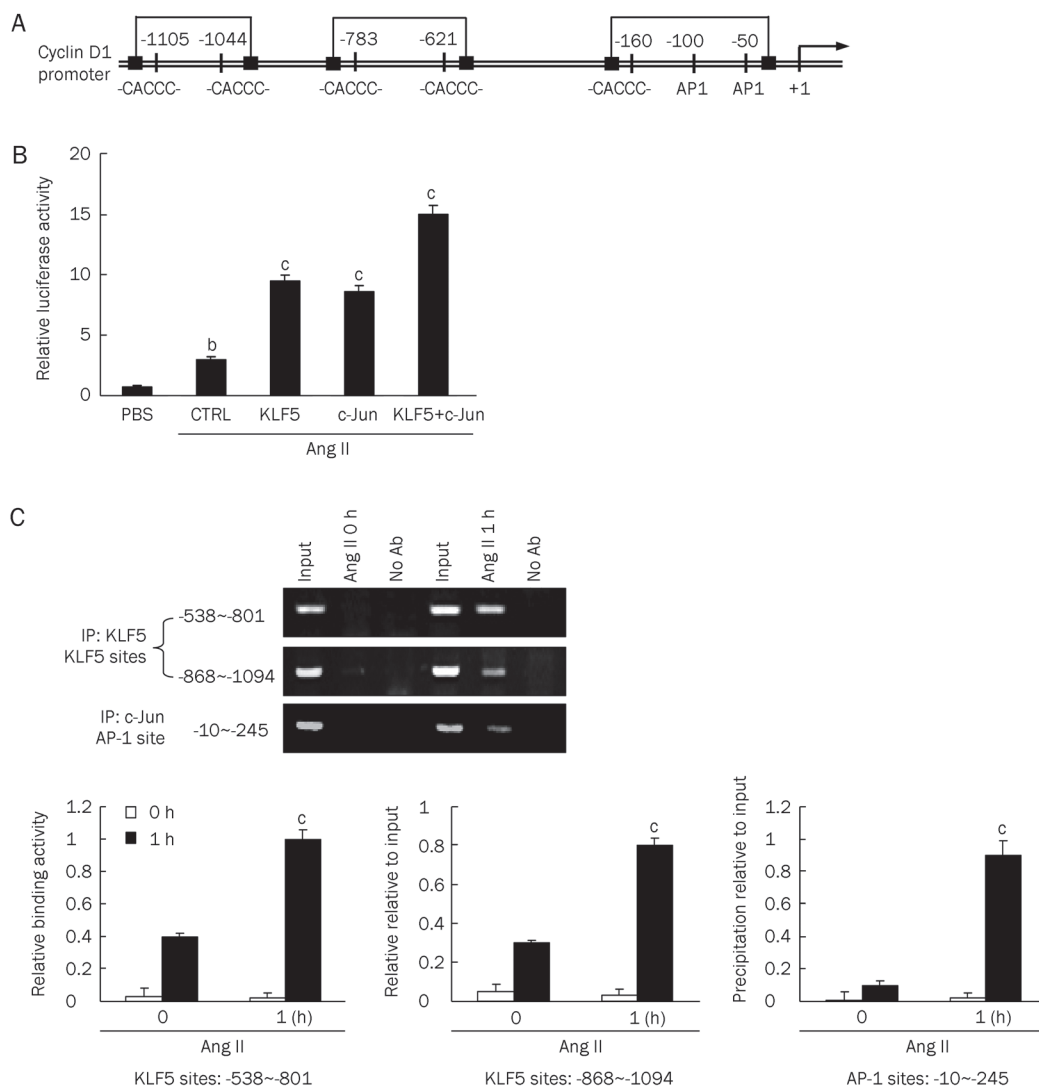 A
-1105 -1044 -783 -621 -160 -100 -50
Cyclin D1
promoter
-CACCC- -CACCC- -CACCC- -CACCC- -CACCC- AP1 AP1 +1
B
Relative luciferase activity
20
15
10
5
0
b
c
c
c
PBS CTRL KLF5 c-Jun KLF5+c-Jun
Ang II
C
Input Ang II 0 h No Ab Input Ang II 1 h No Ab
IP: KLF5
KLF5 sites
-538~-801
-868~-1094
IP: c-Jun
AP-1 site
-10~-245
Relative binding activity
1.2
1
0.8
0.6
0.4
0.2
0
0 h
1 h
c
0 1 (h)
Ang II
KLF5 sites: -538~-801
Relative relative to input
1
0.8
0.6
0.4
0.2
0
c
0 1 (h)
Ang II
KLF5 sites: -868~-1094
Precipitation relative to input
1.2
1
0.8
0.6
0.4
0.2
0
c
0 1 (h)
Ang II
AP-1 sites: -10~-245